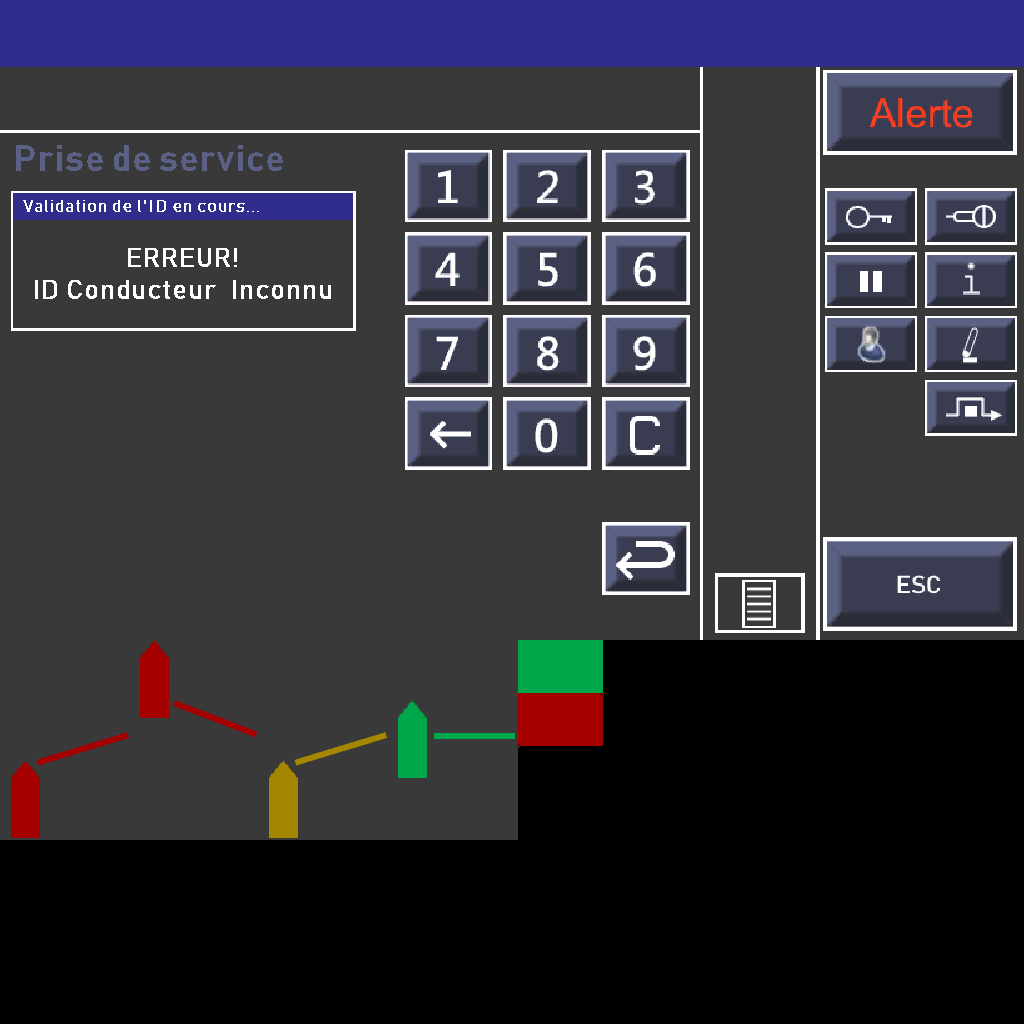 Alerte
Prise de service
Validation de l'ID en cours...
ERREUR!
ID Conducteur Inconnu
1 2 3
4 5 6
7 8 9
0 C
i
ESC